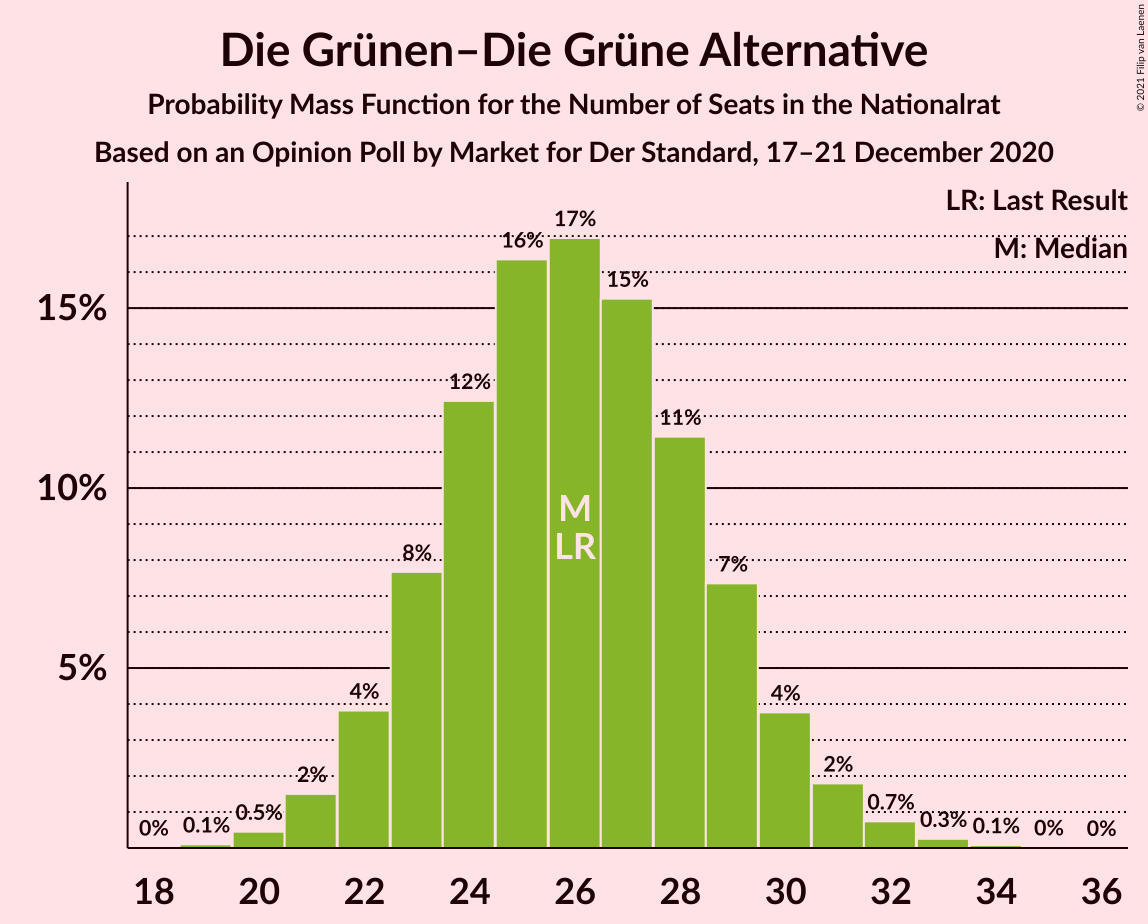 Die Grünen–Die Grüne Alternative
Probability Mass Function for the Number of Seats in the Nationalrat
Based on an Opinion Poll by Market for Der Standard, 17–21 December 2020
© 2021 Filip van Laenen
LR: Last Result
M: Median
15%
10%
5%
0%
0.1%
0.5%
2%
4%
8%
12%
16%
17%
15%
11%
7%
4%
2%
0.7%
0.3%
0.1%
0%
0%
M
LR
18 20 22 24 26 28 30 32 34 36